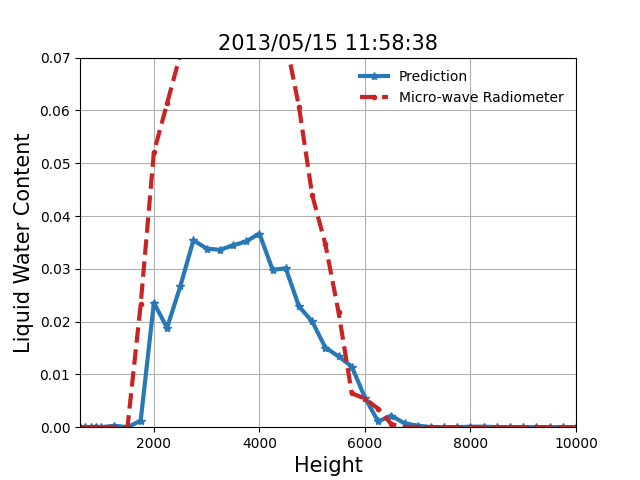 2013/05/15 11:58:38
0.07
0.06
0.05
0.04
0.03
0.02
0.01
0.00
Liquid Water Content
Prediction
Micro-wave Radiometer
2000 4000 6000 8000 10000
Height